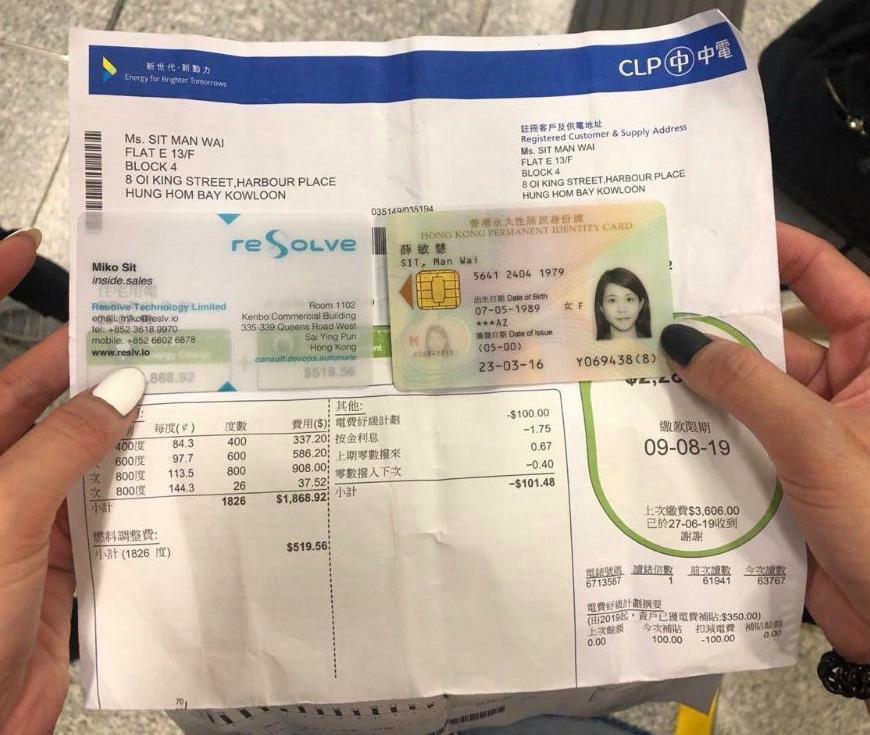 新世代‧新動力
Energy for Brighter Tomorrows
CLP 中電
Ms. SIT MAN WAI
FLAT E 13/F
BLOCK 4
8 OI KING STREET,HARBOUR PLACE
HUNG HOM BAY KOWLOON
註冊客戶及供電地址
Registered Customer & Supply Address
Ms. SIT MAN WAI
FLAT E 13/F
BLOCK 4
8 OI KING STREET,HARBOUR PLACE
HUNG HOM BAY KOWLOON
035149/035194
reSOLVE
Miko Sit
inside.sales
Resolve Technology Limited
email: miko@reslv.io
tel: +852 3618 9970
mobile: +852 6602 6878
www.reslv.io
Room 1102
Kenbo Commercial Building
335-339 Queens Road West
Sai Ying Pun
Hong Kong
consult.devops.automate
868.92
$519.56
香港永久性居民身份證
HONG KONG PERMANENT IDENTITY CARD
薛敏慧
SIT, Man Wai
5641 2404 1979
出生日期 Date of Birth
07-05-1989
女 F
***AZ
簽發日期 Date of Issue
(05-00)
23-03-16
Y069438(8)
每度(¢) 度數 費用($)
400度 84.3 400 337.20
600度 97.7 600 586.20
次 800度 113.5 800 908.00
次 800度 144.3 26 37.52
小計 1826 $1,868.92
燃料調整費:
小計 (1826 度) $519.56
其他:
電費紓緩計劃 -$100.00
按金利息 -1.75
上期零數撥來 0.67
零數撥入下次 -0.40
小計 -$101.48
繳款限期
09-08-19
上次繳費$3,606.00
已於27-06-19收到
謝謝
電錶號碼 讀錶倍數 前次讀數 今次讀數
6713587 1 61941 63767
電費紓緩計劃摘要
(由2019起，貴戶已獲電費補貼:$350.00)
上次餘額 今次補貼 扣減電費 補貼餘額
0.00 100.00 -100.00 0.00
70